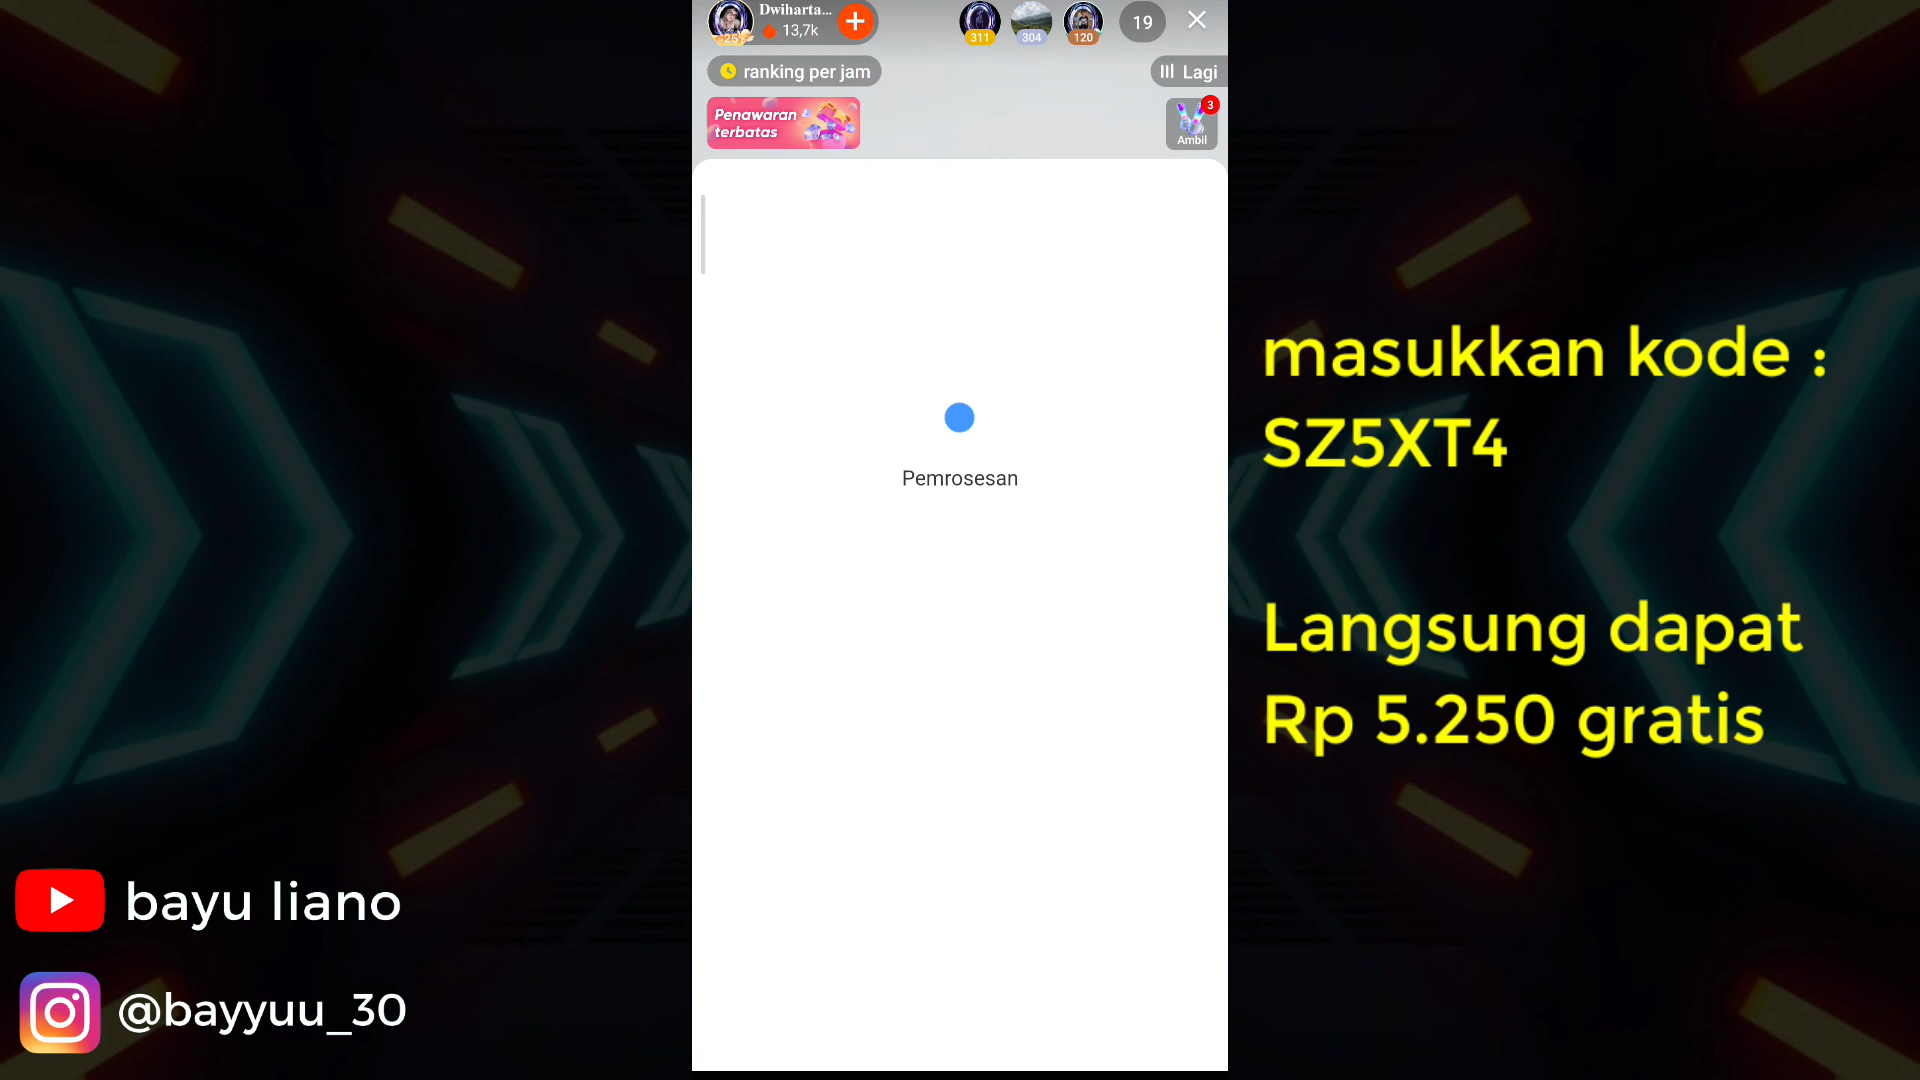 Dwiharta...
13,7k
25
311
304
120
19
ranking per jam
Lagi
Penawaran
terbatas
3
Ambil
Pemrosesan
masukkan kode :
SZ5XT4
Langsung dapat
Rp 5.250 gratis
bayu liano
@bayyuu_30